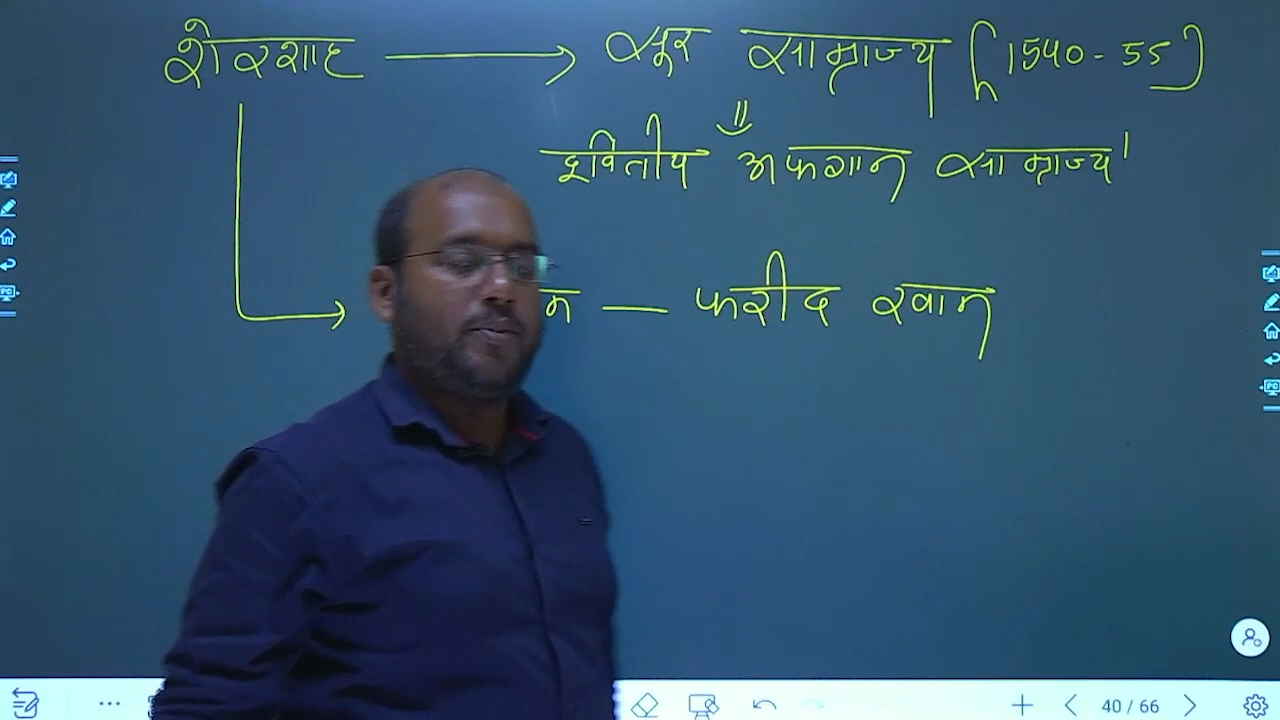 शेरशाह → सूर साम्राज्य (1540-55)
द्वितीय अफगान साम्राज्य'
— फरीद खान
40 / 66